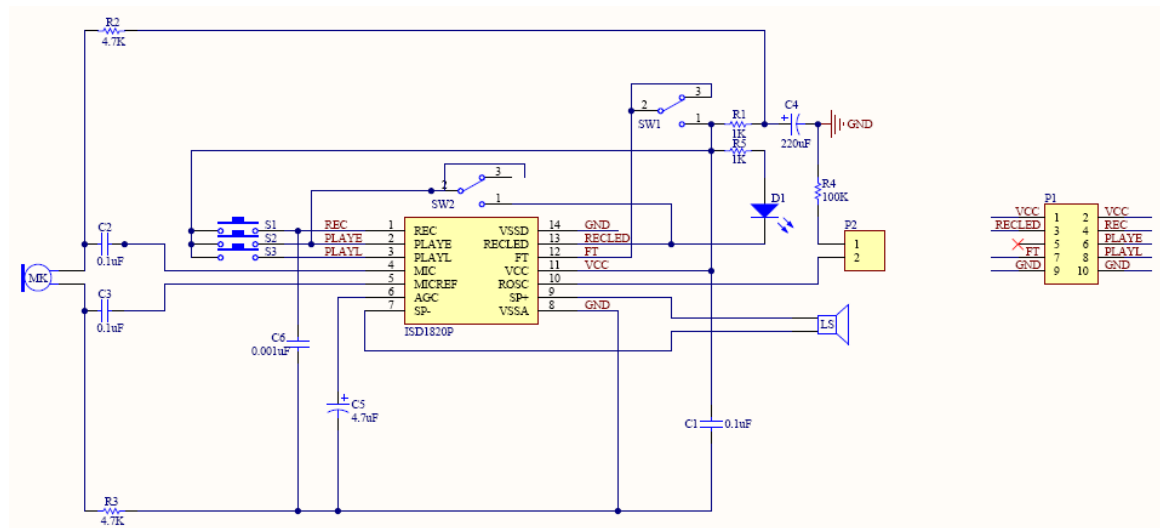 R2
4.7K
3
2
SW1
1
R1
1K
C4
+
220uF
GND
R5
1K
3
2
SW2
1
D1
R4
100K
P2
1
2
S1 REC 1 REC VSSD 14 GND
S2 PLAYE 2 PLAYE RECLED 13 RECLED
S3 PLAYL 3 PLAYL FT 12 FT
4 MIC VCC 11 VCC
5 MICREF ROSC 10
6 AGC SP+ 9
7 SP- VSSA 8 GND
ISD1820P
C2
0.1uF
MK
C3
0.1uF
C6
0.001uF
+
C5
4.7uF
LS
C1 0.1uF
R3
4.7K
P1
VCC 1 2 VCC
RECLED 3 4 REC
5 6 PLAYE
FT 7 8 PLAYL
GND 9 10 GND